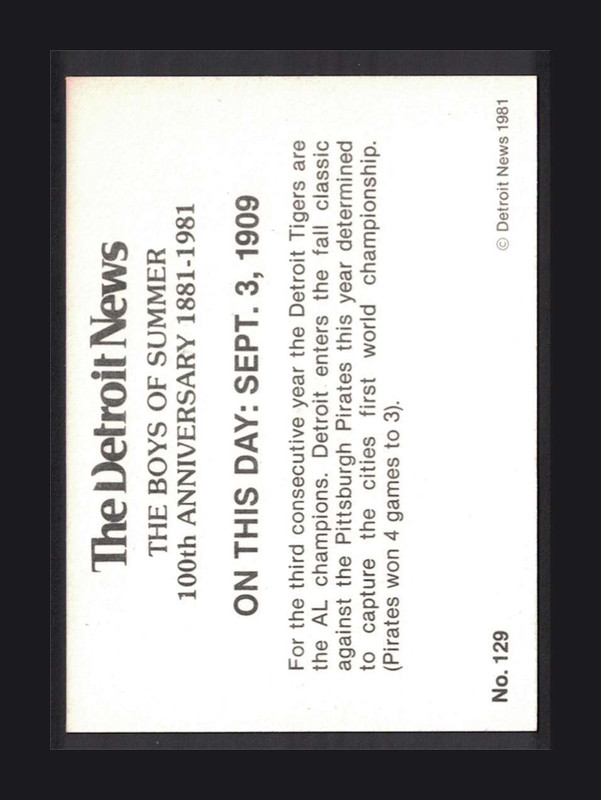 The Detroit News
THE BOYS OF SUMMER
100th ANNIVERSARY 1881-1981
ON THIS DAY: SEPT. 3, 1909
For the third consecutive year the Detroit Tigers are
the AL champions. Detroit enters the fall classic
against the Pittsburgh Pirates this year determined
to capture the cities first world championship.
(Pirates won 4 games to 3).
No. 129
© Detroit News 1981